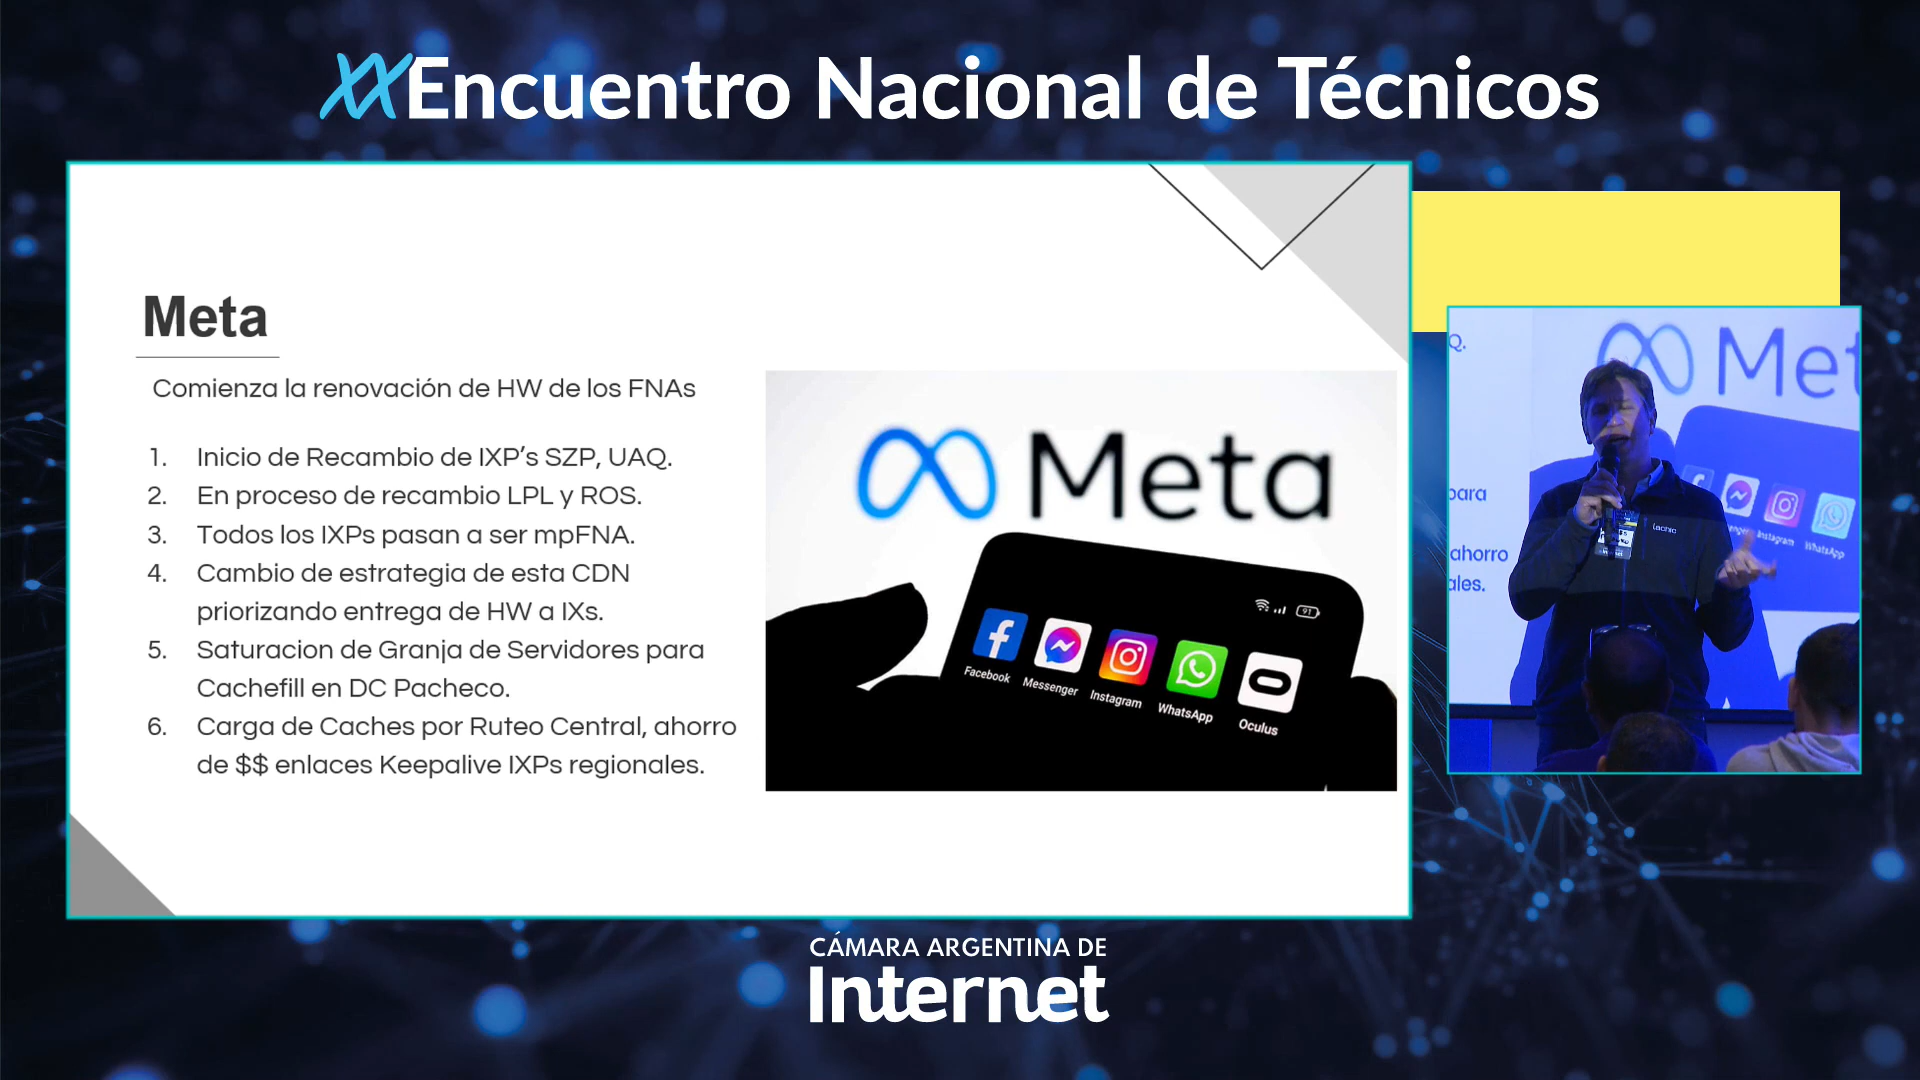 XX Encuentro Nacional de Técnicos
Meta
Comienza la renovación de HW de los FNAs
1. Inicio de Recambio de IXP's SZP, UAQ.
2. En proceso de recambio LPL y ROS.
3. Todos los IXPs pasan a ser mpFNA.
4. Cambio de estrategia de esta CDN
priorizando entrega de HW a IXs.
5. Saturacion de Granja de Servidores para
Cachefill en DC Pacheco.
6. Carga de Caches por Ruteo Central, ahorro
de $$ enlaces Keepalive IXPs regionales.
Meta
91
Facebook
Messenger
Instagram
WhatsApp
Oculus
Q.
Met
para
ahorro
ales.
Instagram
WhatsApp
CÁMARA ARGENTINA DE
Internet